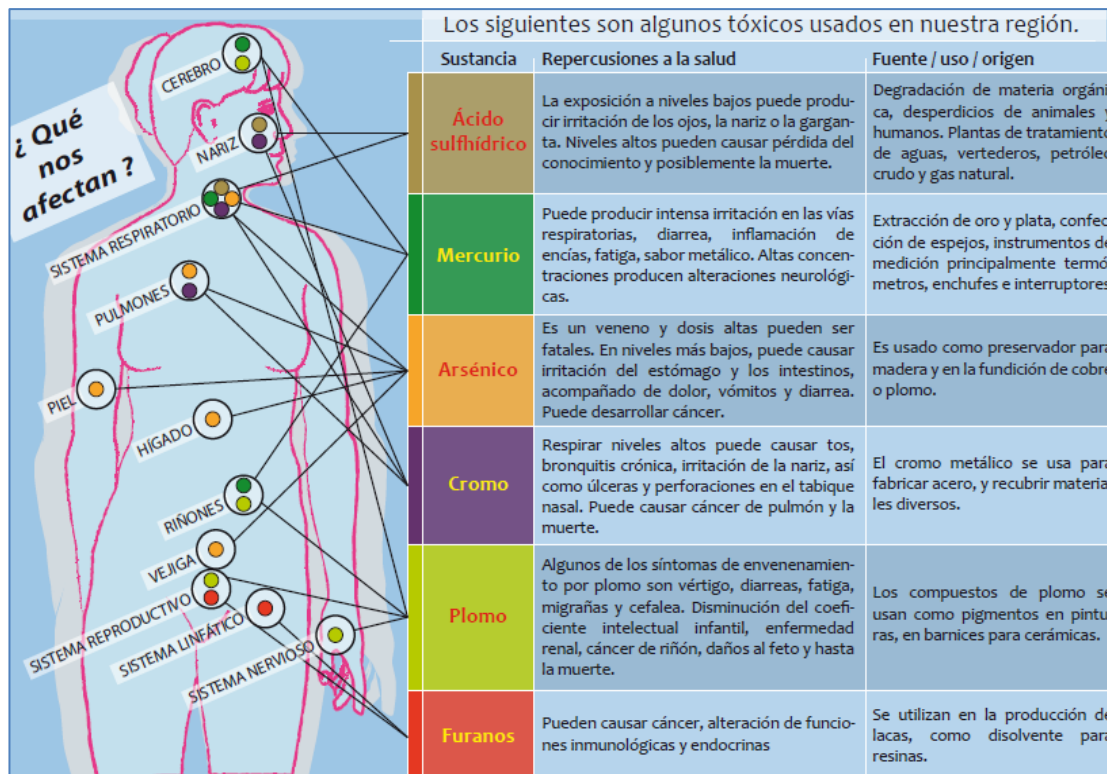 Los siguientes son algunos tóxicos usados en nuestra región.
¿ Qué
nos
afectan ?
CEREBRO
NARIZ
SISTEMA RESPIRATORIO
PULMONES
PIEL
HÍGADO
RIÑONES
VEJIGA
SISTEMA REPRODUCTIVO
SISTEMA LINFÁTICO
SISTEMA NERVIOSO
Sustancia
Repercusiones a la salud
Fuente / uso / origen
Ácido
sulfhídrico
La exposición a niveles bajos puede produ-
cir irritación de los ojos, la nariz o la gargan-
ta. Niveles altos pueden causar pérdida del
conocimiento y posiblemente la muerte.
Degradación de materia orgáni
ca, desperdicios de animales y
humanos. Plantas de tratamiento
de aguas, vertederos, petróleo
crudo y gas natural.
Mercurio
Puede producir intensa irritación en las vías
respiratorias, diarrea, inflamación de
encías, fatiga, sabor metálico. Altas concen-
traciones producen alteraciones neurológi-
cas.
Extracción de oro y plata, confec
ción de espejos, instrumentos de
medición principalmente termó
metros, enchufes e interruptores
Arsénico
Es un veneno y dosis altas pueden ser
fatales. En niveles más bajos, puede causar
irritación del estómago y los intestinos,
acompañado de dolor, vómitos y diarrea.
Puede desarrollar cáncer.
Es usado como preservador para
madera y en la fundición de cobre
o plomo.
Cromo
Respirar niveles altos puede causar tos,
bronquitis crónica, irritación de la nariz, así
como úlceras y perforaciones en el tabique
nasal. Puede causar cáncer de pulmón y la
muerte.
El cromo metálico se usa para
fabricar acero, y recubrir materia
les diversos.
Plomo
Algunos de los síntomas de envenenamien-
to por plomo son vértigo, diarreas, fatiga,
migrañas y cefalea. Disminución del coefi-
ciente intelectual infantil, enfermedad
renal, cáncer de riñón, daños al feto y hasta
la muerte.
Los compuestos de plomo se
usan como pigmentos en pintu
ras, en barnices para cerámicas.
Furanos
Pueden causar cáncer, alteración de funcio-
nes inmunológicas y endocrinas
Se utilizan en la producción de
lacas, como disolvente para
resinas.